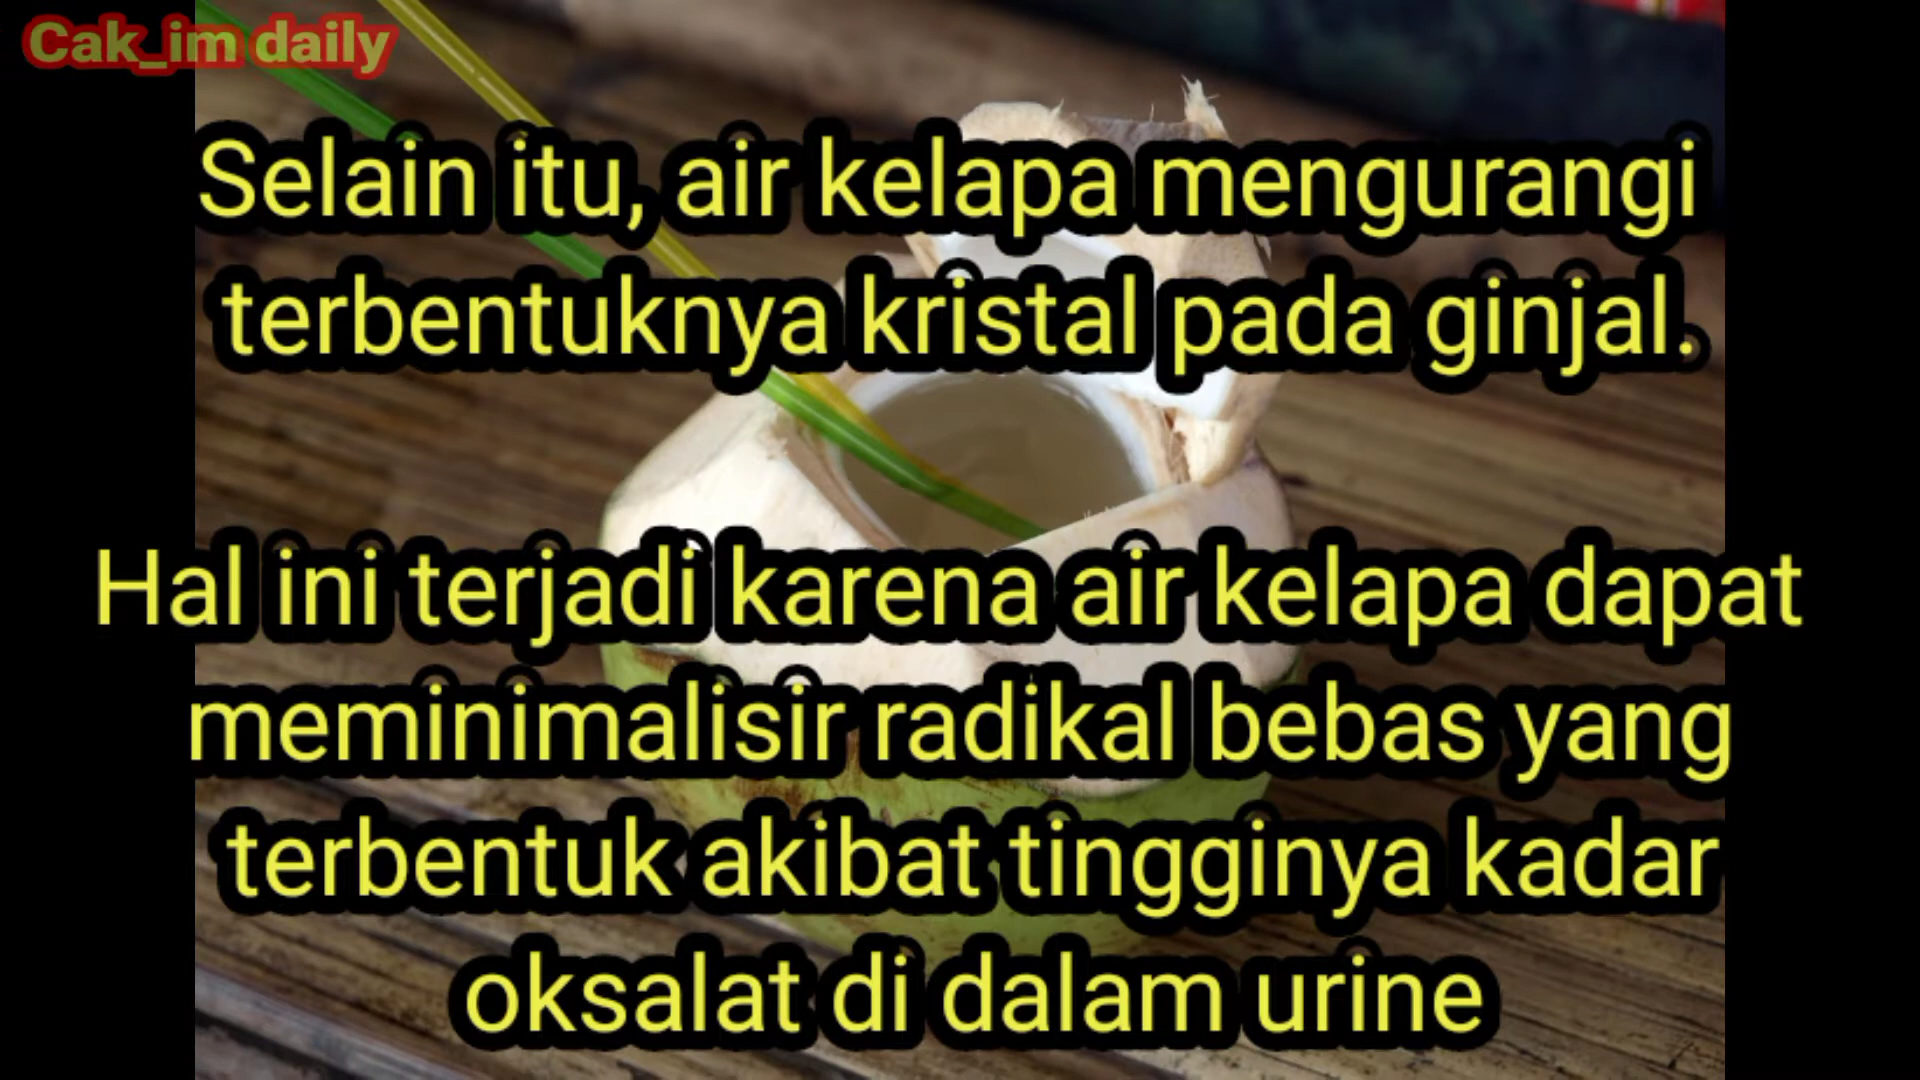 Cak_im daily
Selain itu, air kelapa mengurangi
terbentuknya kristal pada ginjal.
Hal ini terjadi karena air kelapa dapat
meminimalisir radikal bebas yang
terbentuk akibat tingginya kadar
oksalat di dalam urine